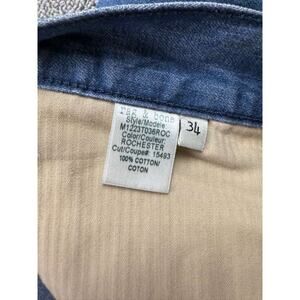 rag & bone
Style/Modele
M1223T036ROC
Color/Couleur:
ROCHESTER
Cut/Coupe#: 15493
100% COTTON/
COTON
34